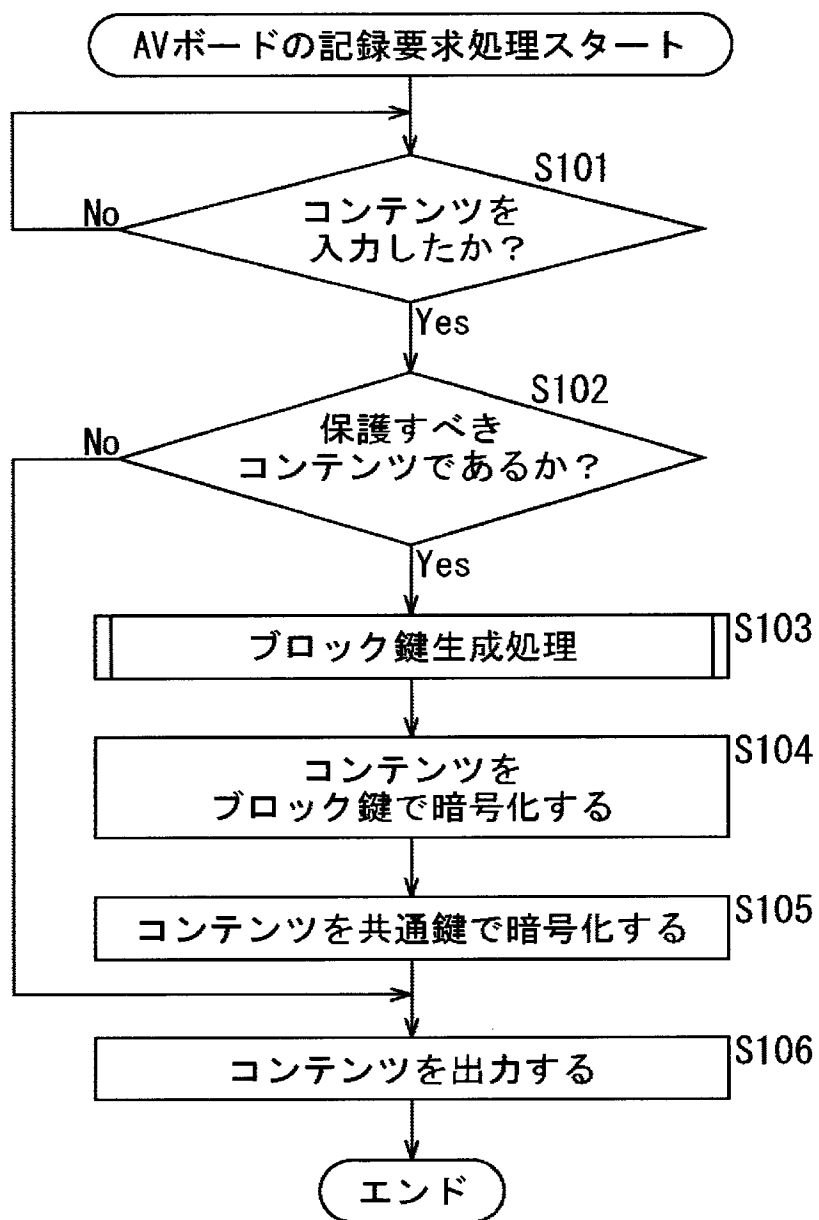 AVボードの記録要求処理スタート
S101
コンテンツを
入力したか？
No
Yes
S102
保護すべき
コンテンツであるか？
No
Yes
ブロック鍵生成処理
S103
コンテンツを
ブロック鍵で暗号化する
S104
コンテンツを共通鍵で暗号化する
S105
コンテンツを出力する
S106
エンド